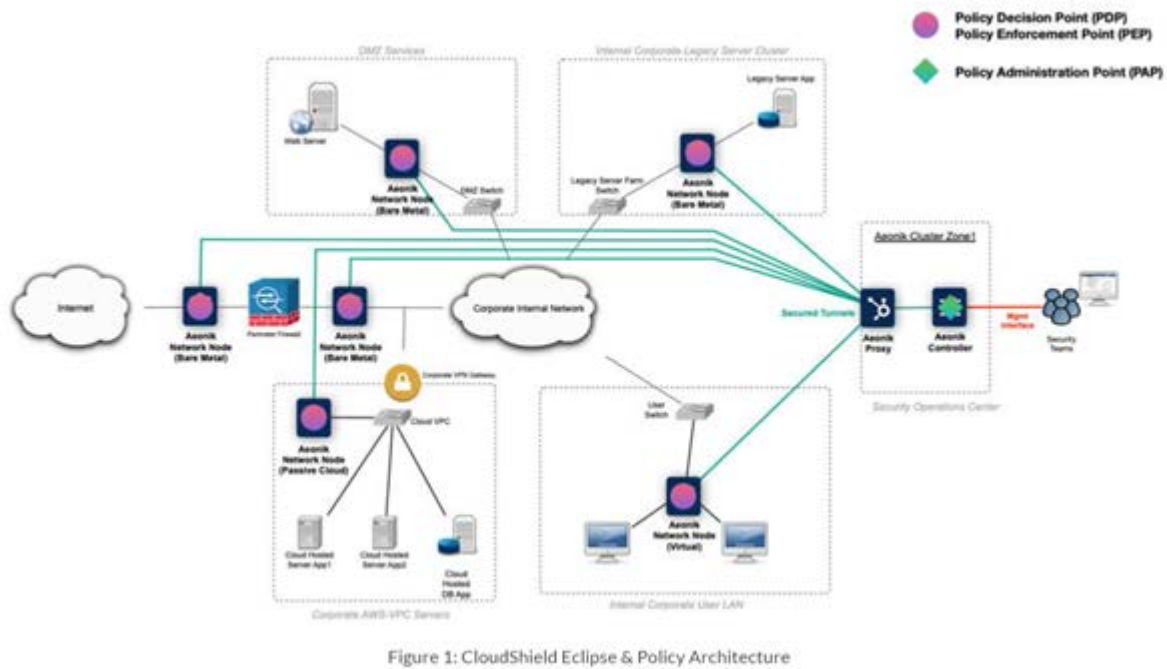 Policy Decision Point (PDP)
Policy Enforcement Point (PEP)
Policy Administration Point (PAP)
DMZ Services
Internal Corporate Legacy Server Cluster
Web Server
Legacy Server App
Aeonik
Network Node
(Bare Metal)
DMZ Switch
Legacy Server Farm
Switch
Aeonik
Network Node
(Bare Metal)
Aeonik Cluster Zone1
Internet
Aeonik
Network Node
(Bare Metal)
Perimeter Firewall
Aeonik
Network Node
(Bare Metal)
Corporate Internal Network
Secured Tunnels
Aeonik
Proxy
Aeonik
Controller
Mgmt
Interface
Security
Teams
Security Operations Center
Corporate VPN Gateway
Cloud VPC
Aeonik
Network Node
(Passive Cloud)
Cloud Hosted
Server App1
Cloud Hosted
Server App2
Cloud
Hosted
DB App
Corporate AWS-VPC Servers
User
Switch
Aeonik
Network Node
(Virtual)
Internal Corporate User LAN
Figure 1: CloudShield Eclipse & Policy Architecture